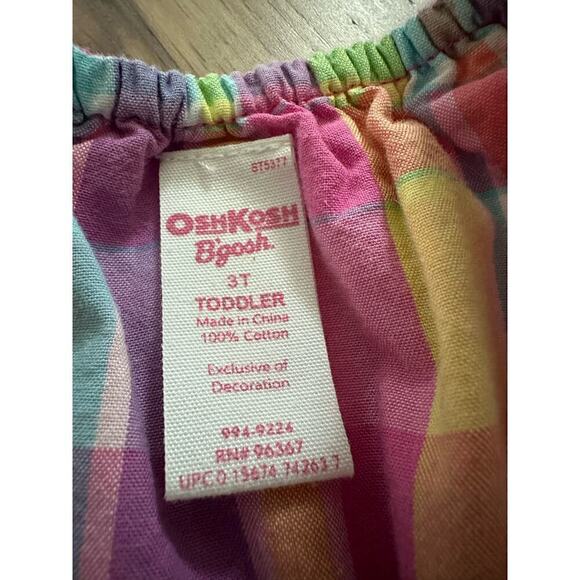 ST5377
OSHKOSH
B'gosh.
3T
TODDLER
Made in China
100% Cotton
Exclusive of
Decoration
994-9224
RN# 96367
UPC 0 15674 74263 7